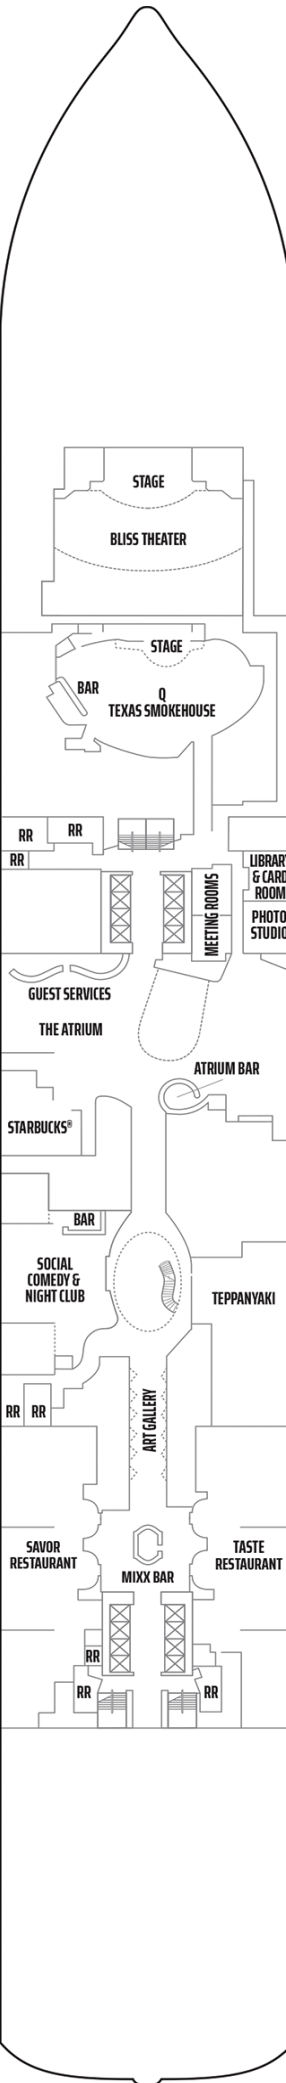 STAGE
BLISS THEATER
STAGE
BAR
Q
TEXAS SMOKEHOUSE
RR
RR
RR
LIBRARY
& CARD
ROOM
MEETING ROOMS
PHOTO
STUDIO
GUEST SERVICES
THE ATRIUM
ATRIUM BAR
STARBUCKS®
BAR
SOCIAL
COMEDY &
NIGHT CLUB
TEPPANYAKI
ART GALLERY
RR
RR
SAVOR
RESTAURANT
TASTE
RESTAURANT
MIXX BAR
RR
RR
RR